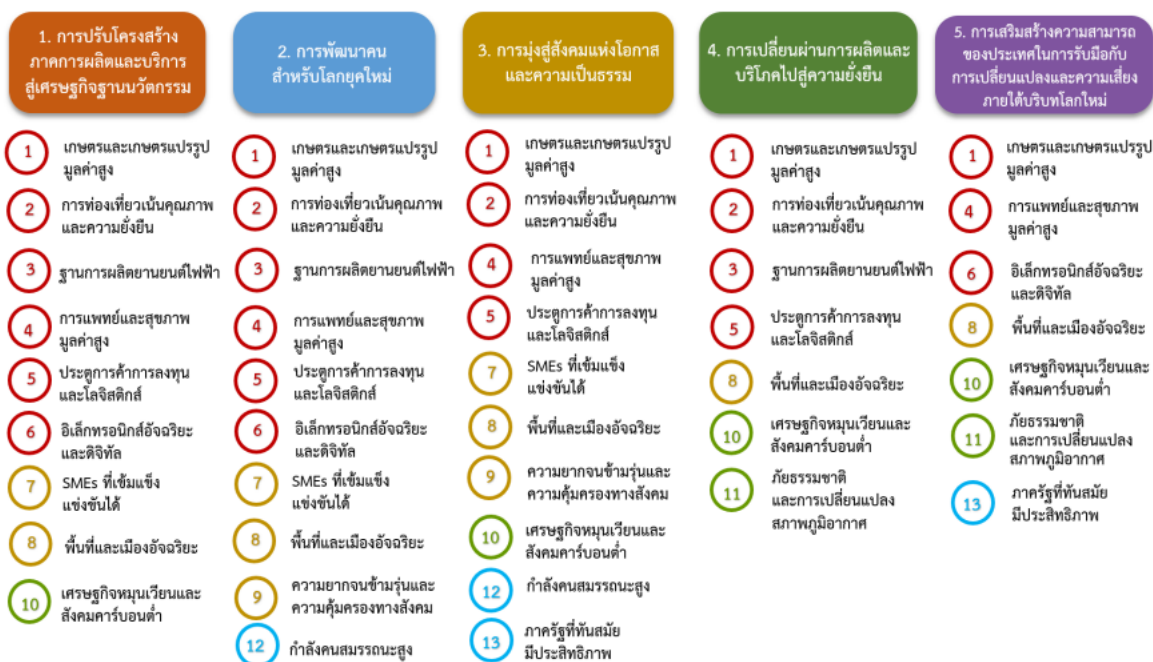 1. การปรับโครงสร้าง
ภาคการผลิตและบริการ
สู่เศรษฐกิจฐานนวัตกรรม
1
เกษตรและเกษตรแปรรูป
มูลค่าสูง
2
การท่องเที่ยวเน้นคุณภาพ
และความยั่งยืน
3
ฐานการผลิตยานยนต์ไฟฟ้า
4
การแพทย์และสุขภาพ
มูลค่าสูง
5
ประตูการค้าการลงทุน
และโลจิสติกส์
6
อิเล็กทรอนิกส์อัจฉริยะ
และดิจิทัล
7
SMEs ที่เข้มแข็ง
แข่งขันได้
8
พื้นที่และเมืองอัจฉริยะ
10
เศรษฐกิจหมุนเวียนและ
สังคมคาร์บอนต่ำ
2. การพัฒนาคน
สำหรับโลกยุคใหม่
1
เกษตรและเกษตรแปรรูป
มูลค่าสูง
2
การท่องเที่ยวเน้นคุณภาพ
และความยั่งยืน
3
ฐานการผลิตยานยนต์ไฟฟ้า
4
การแพทย์และสุขภาพ
มูลค่าสูง
5
ประตูการค้าการลงทุน
และโลจิสติกส์
6
อิเล็กทรอนิกส์อัจฉริยะ
และดิจิทัล
7
SMEs ที่เข้มแข็ง
แข่งขันได้
8
พื้นที่และเมืองอัจฉริยะ
9
ความยากจนข้ามรุ่นและ
ความคุ้มครองทางสังคม
12
กำลังคนสมรรถนะสูง
3. การมุ่งสู่สังคมแห่งโอกาส
และความเป็นธรรม
1
เกษตรและเกษตรแปรรูป
มูลค่าสูง
2
การท่องเที่ยวเน้นคุณภาพ
และความยั่งยืน
4
การแพทย์และสุขภาพ
มูลค่าสูง
5
ประตูการค้าการลงทุน
และโลจิสติกส์
7
SMEs ที่เข้มแข็ง
แข่งขันได้
8
พื้นที่และเมืองอัจฉริยะ
9
ความยากจนข้ามรุ่นและ
ความคุ้มครองทางสังคม
10
เศรษฐกิจหมุนเวียนและ
สังคมคาร์บอนต่ำ
12
กำลังคนสมรรถนะสูง
13
ภาครัฐที่ทันสมัย
มีประสิทธิภาพ
4. การเปลี่ยนผ่านการผลิตและ
บริโภคไปสู่ความยั่งยืน
1
เกษตรและเกษตรแปรรูป
มูลค่าสูง
2
การท่องเที่ยวเน้นคุณภาพ
และความยั่งยืน
3
ฐานการผลิตยานยนต์ไฟฟ้า
5
ประตูการค้าการลงทุน
และโลจิสติกส์
8
พื้นที่และเมืองอัจฉริยะ
10
เศรษฐกิจหมุนเวียนและ
สังคมคาร์บอนต่ำ
11
ภัยธรรมชาติ
และการเปลี่ยนแปลง
สภาพภูมิอากาศ
5. การเสริมสร้างความสามารถ
ของประเทศในการรับมือกับ
การเปลี่ยนแปลงและความเสี่ยง
ภายใต้บริบทโลกใหม่
1
เกษตรและเกษตรแปรรูป
มูลค่าสูง
4
การแพทย์และสุขภาพ
มูลค่าสูง
6
อิเล็กทรอนิกส์อัจฉริยะ
และดิจิทัล
8
พื้นที่และเมืองอัจฉริยะ
10
เศรษฐกิจหมุนเวียนและ
สังคมคาร์บอนต่ำ
11
ภัยธรรมชาติ
และการเปลี่ยนแปลง
สภาพภูมิอากาศ
13
ภาครัฐที่ทันสมัย
มีประสิทธิภาพ